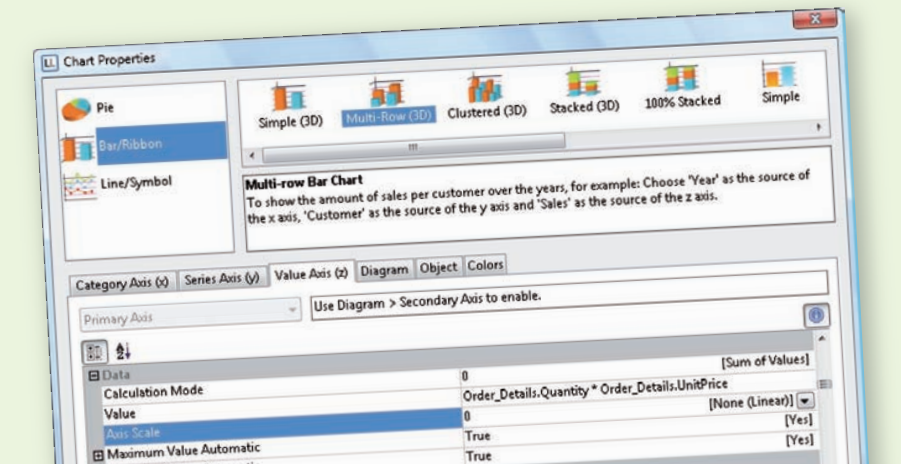 LL Chart Properties
Pie
Bar/Ribbon
Line/Symbol
Simple (3D)
Multi-Row (3D)
Clustered (3D)
Stacked (3D)
100% Stacked
Simple
Multi-row Bar Chart
To show the amount of sales per customer over the years, for example: Choose 'Year' as the source of
the x axis, 'Customer' as the source of the y axis and 'Sales' as the source of the z axis.
Category Axis (x) Series Axis (y) Value Axis (z) Diagram Object Colors
Primary Axis
Use Diagram > Secondary Axis to enable.
Data
Calculation Mode 0 [Sum of Values]
Value Order_Details.Quantity * Order_Details.UnitPrice
Axis Scale 0 [None (Linear)]
Maximum Value Automatic True [Yes]
True [Yes]